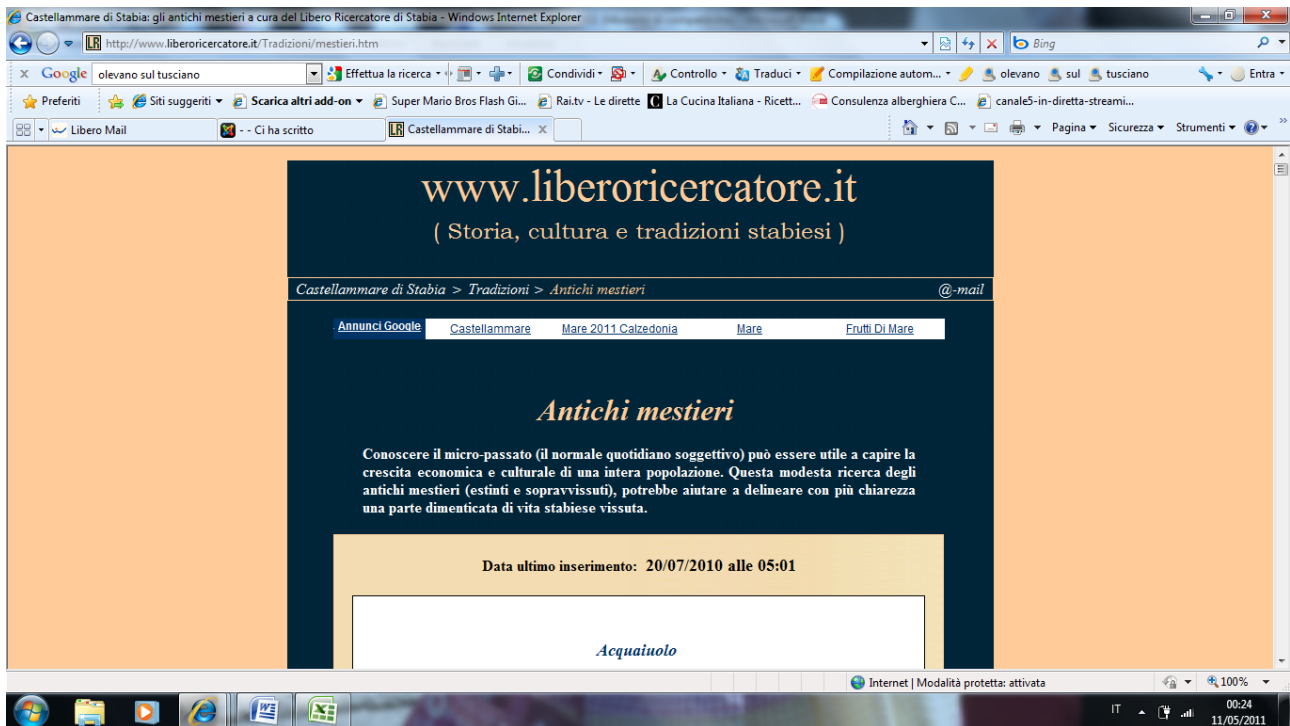 Castellammare di Stabia: gli antichi mestieri a cura del Libero Ricercatore di Stabia - Windows Internet Explorer
http://www.liberoricercatore.it/Tradizioni/mestieri.htm
Bing
x Google olevano sul tusciano Effettua la ricerca Condividi Controllo Traduci Compilazione autom... olevano sul tusciano Entra
Preferiti Siti suggeriti Scarica altri add-on Super Mario Bros Flash Gi... Rai.tv - Le dirette La Cucina Italiana - Ricett... Consulenza alberghiera C... canale5-in-diretta-streami...
Libero Mail - - Ci ha scritto LR Castellammare di Stabi... X Pagina Sicurezza Strumenti
www.liberoricercatore.it
( Storia, cultura e tradizioni stabiesi )
Castellammare di Stabia > Tradizioni > Antichi mestieri @-mail
Annunci Google Castellammare Mare 2011 Calzedonia Mare Frutti Di Mare
Antichi mestieri
Conoscere il micro-passato (il normale quotidiano soggettivo) può essere utile a capire la
crescita economica e culturale di una intera popolazione. Questa modesta ricerca degli
antichi mestieri (estinti e sopravvissuti), potrebbe aiutare a delineare con più chiarezza
una parte dimenticata di vita stabiese vissuta.
Data ultimo inserimento: 20/07/2010 alle 05:01
Acquaiuolo
Internet | Modalità protetta: attivata 100%
IT 00:24
11/05/2011